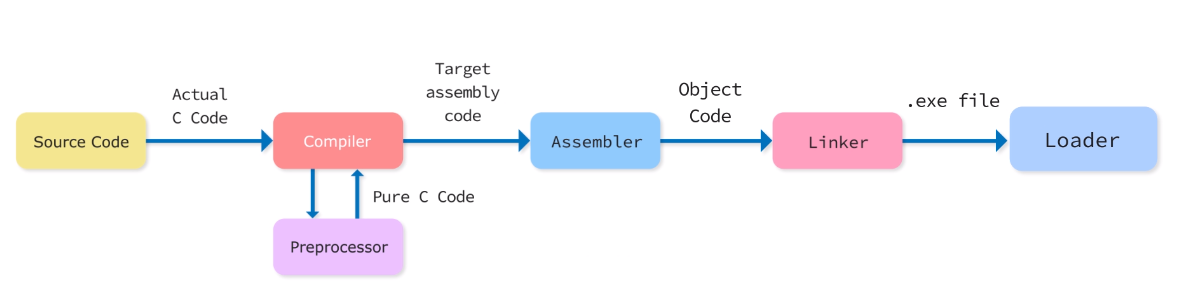 Source Code
Actual
C Code
Compiler
Target
assembly
code
Assembler
Object
Code
Linker
.exe file
Loader
Pure C Code
Preprocessor